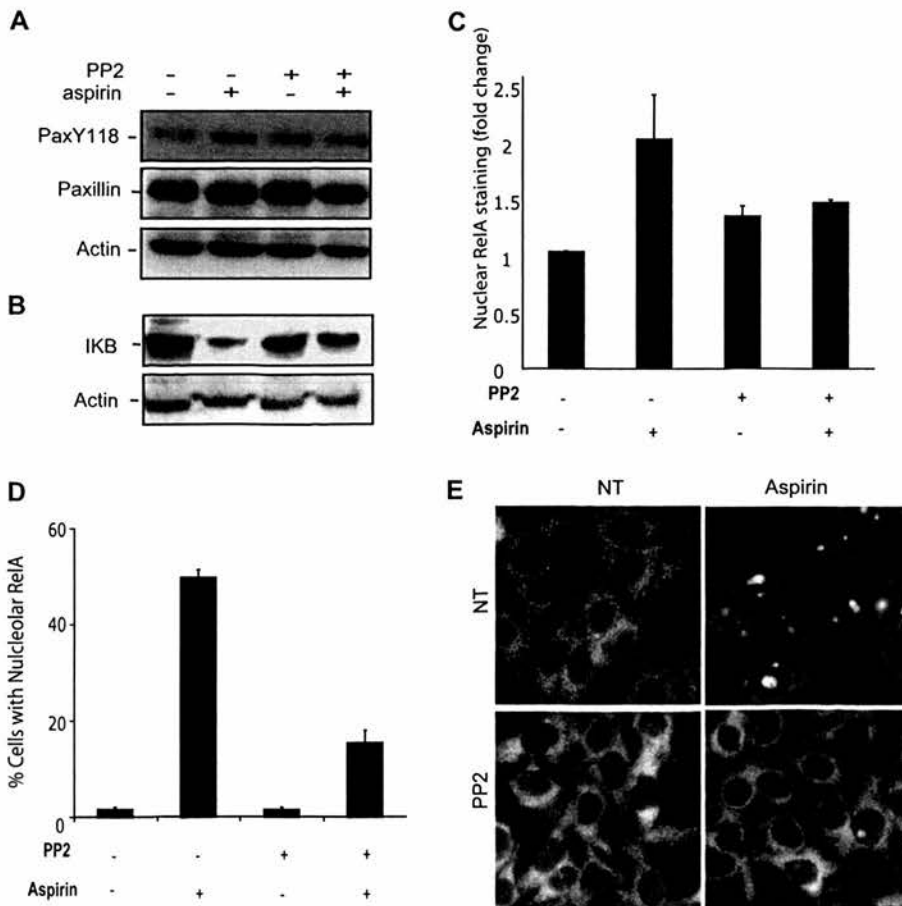 A
PP2 - - + +
aspirin - + - +
PaxY118 -
Paxillin -
Actin -
B
IKB -
Actin -
C
Nuclear RelA staining (fold change)
2.5
2
1.5
1
0.5
0
PP2 - - + +
Aspirin - + - +
D
% Cells with Nulcleolar RelA
60
40
20
0
PP2 - - + +
Aspirin - + - +
E
NT Aspirin
NT
PP2